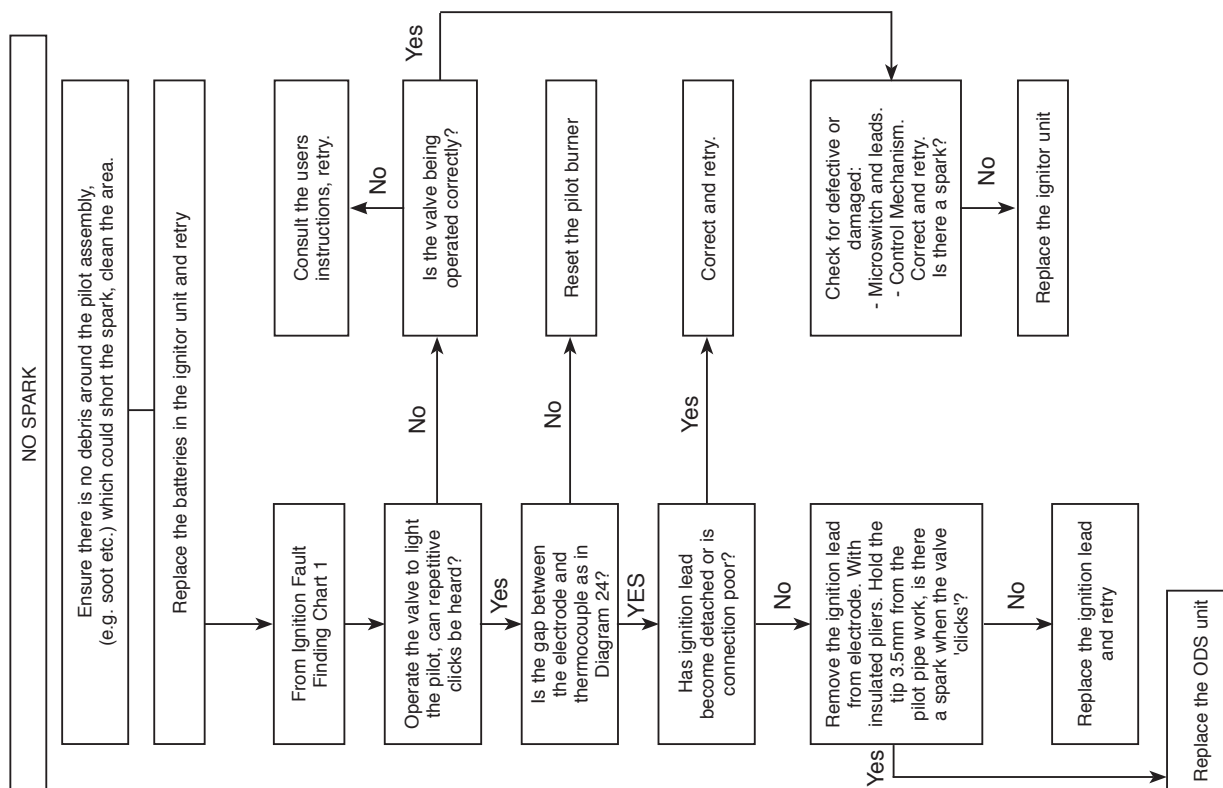 NO SPARK
Ensure there is no debris around the pilot assembly,
(e.g. soot etc.) which could short the spark, clean the area.
Replace the batteries in the ignitor unit and retry
From Ignition Fault
Finding Chart 1
Operate the valve to light
the pilot, can repetitive
clicks be heard?
No
Is the valve being
operated correctly?
No
Consult the users
instructions, retry.
Yes
Yes
Is the gap between
the electrode and
thermocouple as in
Diagram 24?
No
Reset the pilot burner
YES
Has ignition lead
become detached or is
connection poor?
Yes
Correct and retry.
No
Remove the ignition lead
from electrode. With
insulated pliers. Hold the
tip 3.5mm from the
pilot pipe work, is there
a spark when the valve
'clicks'?
Check for defective or
damaged:
- Microswitch and leads.
- Control Mechanism.
Correct and retry.
Is there a spark?
No
Replace the ignitor unit
No
Replace the ignition lead
and retry
Yes
Replace the ODS unit